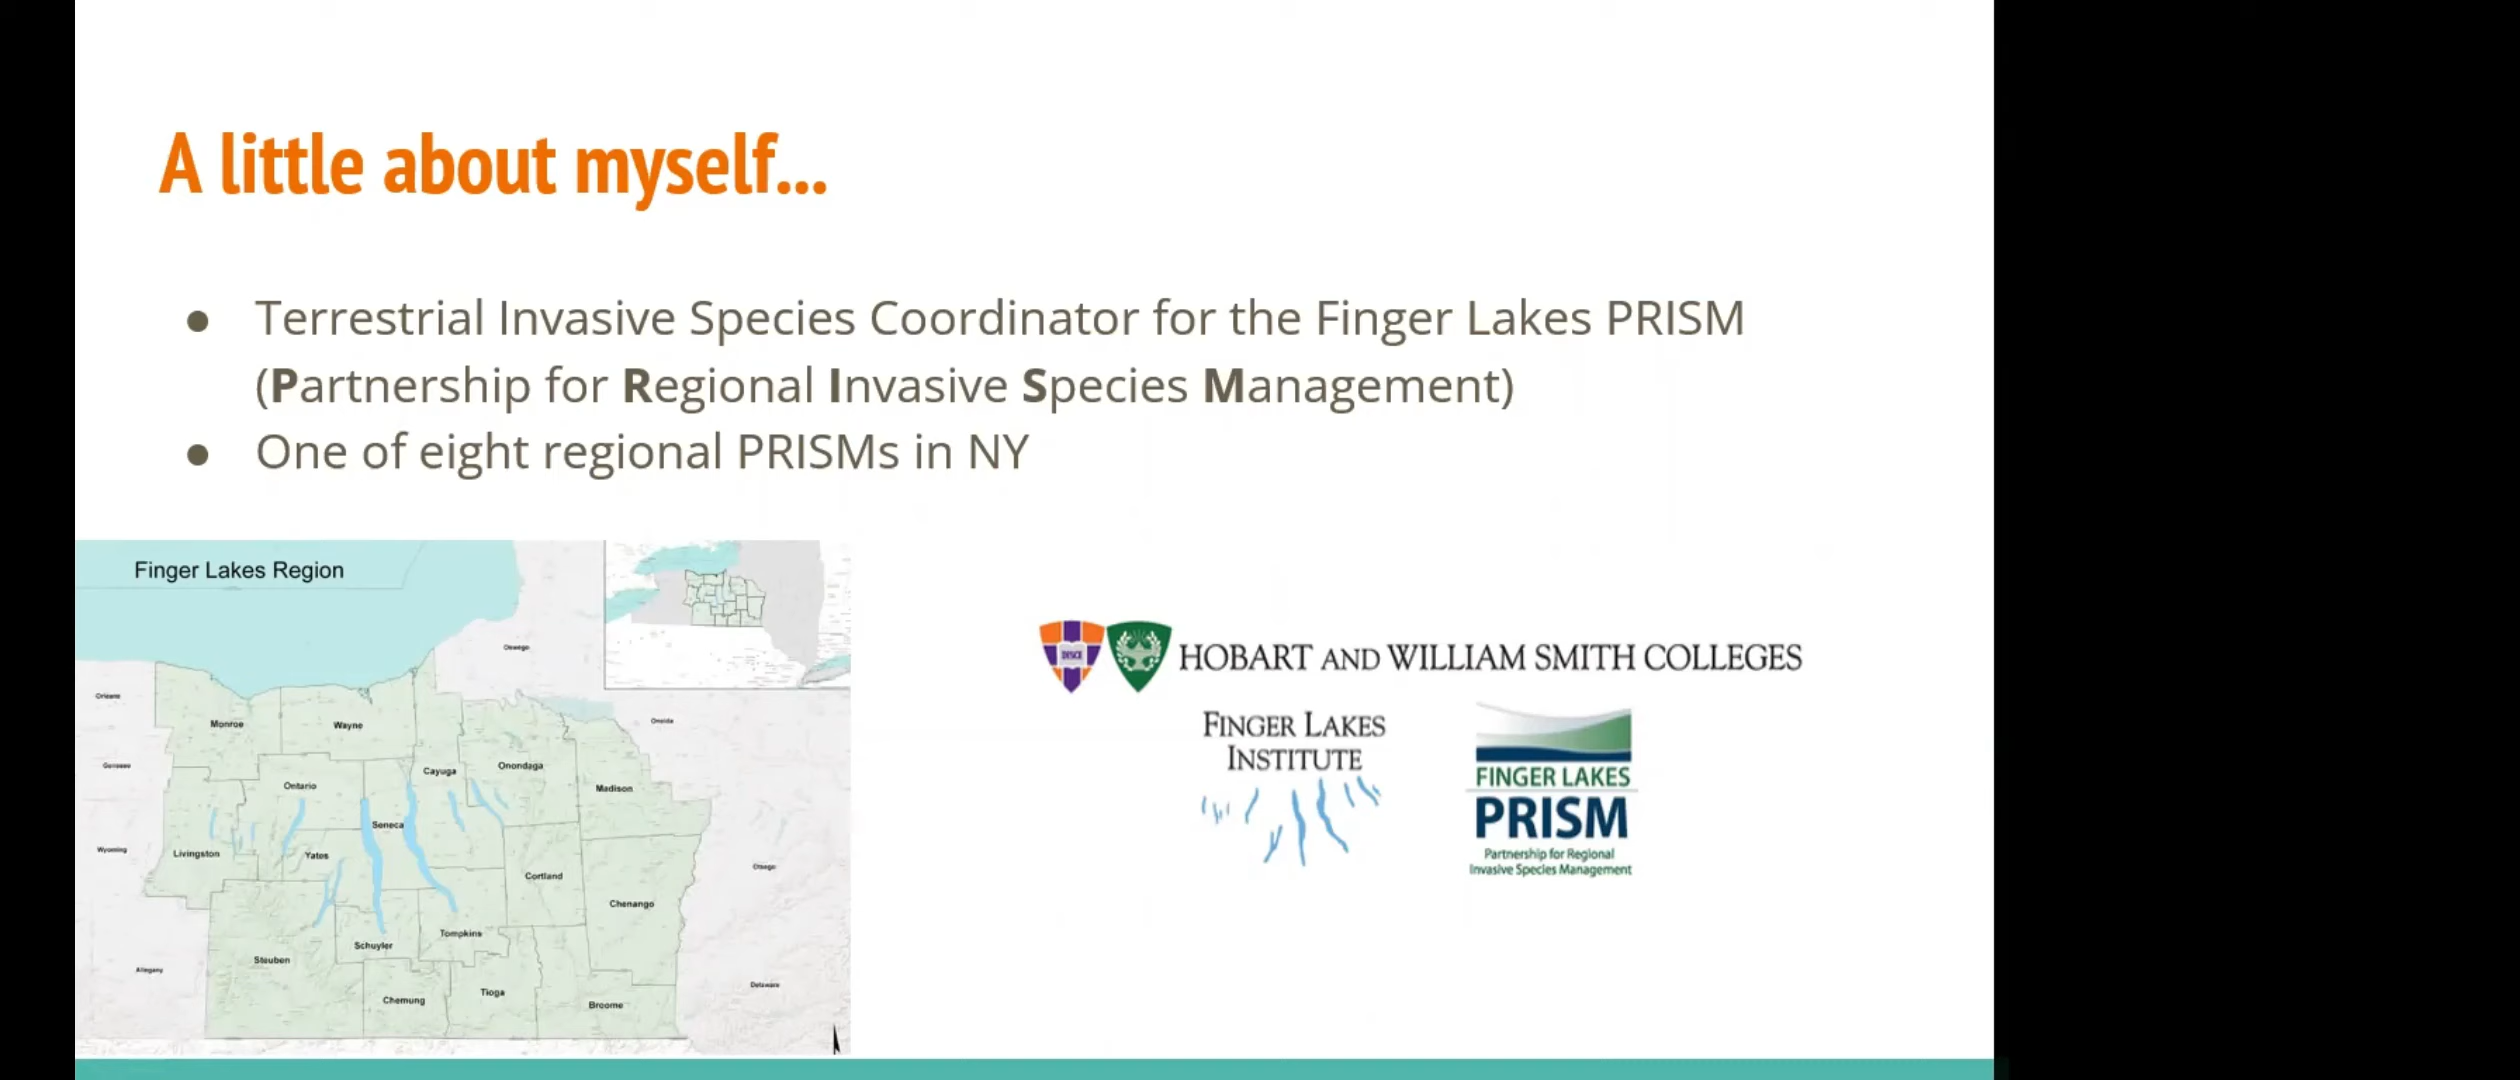 A little about myself...
● Terrestrial Invasive Species Coordinator for the Finger Lakes PRISM
(Partnership for Regional Invasive Species Management)
● One of eight regional PRISMs in NY
Finger Lakes Region
Oswego
Orleans
Monroe
Wayne
Oneida
Genesee
Ontario
Cayuga
Onondaga
Madison
Seneca
Wyoming
Livingston
Yates
Cortland
Otsego
Chenango
Tompkins
Schuyler
Steuben
Allegany
Chemung
Tioga
Broome
Delaware
DISCE
HOBART AND WILLIAM SMITH COLLEGES
FINGER LAKES
INSTITUTE
FINGER LAKES
PRISM
Partnership for Regional
Invasive Species Management